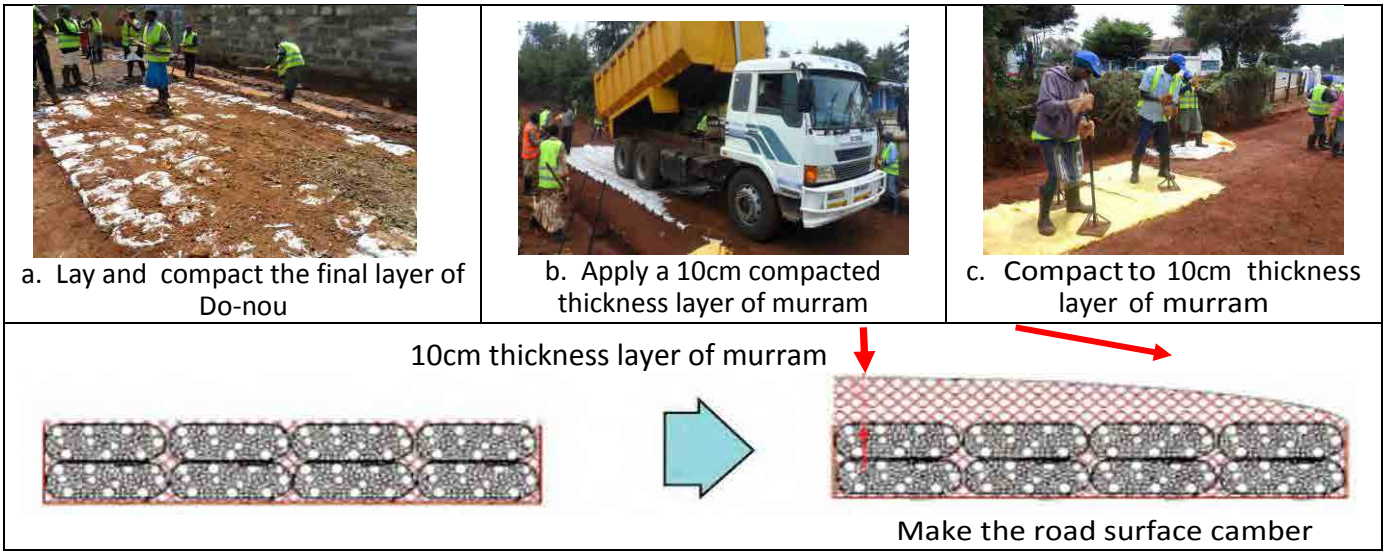 a. Lay and compact the final layer of
Do-nou
b. Apply a 10cm compacted
thickness layer of murram
c. Compact to 10cm thickness
layer of murram
10cm thickness layer of murram
Make the road surface camber